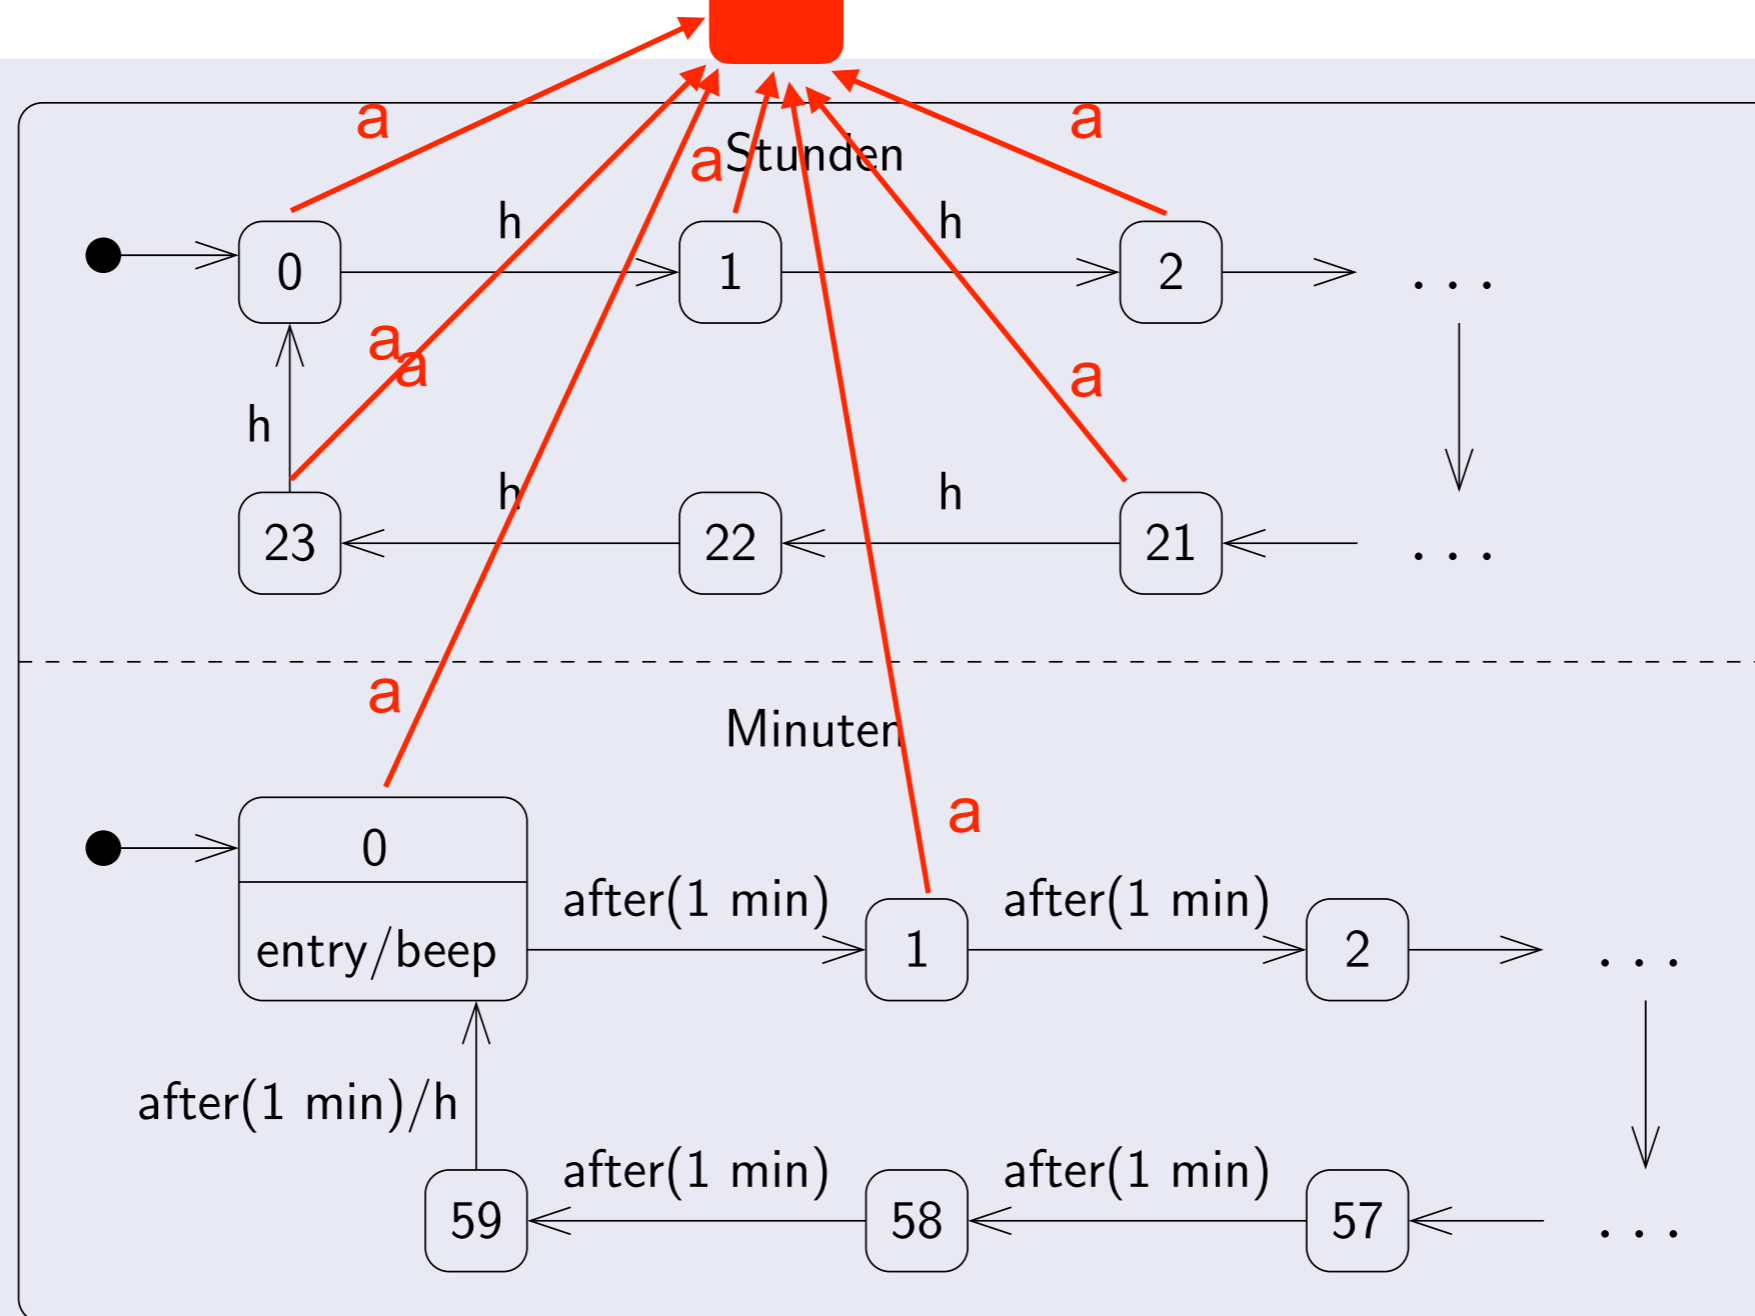 a
a
a Stunden
h
h
0
1
2
. . .
a
a
a
h
h
h
23
22
21
. . .
a
Minuten
a
0
after(1 min)
after(1 min)
entry/beep
1
2
. . .
after(1 min)/h
after(1 min)
after(1 min)
59
58
57
. . .